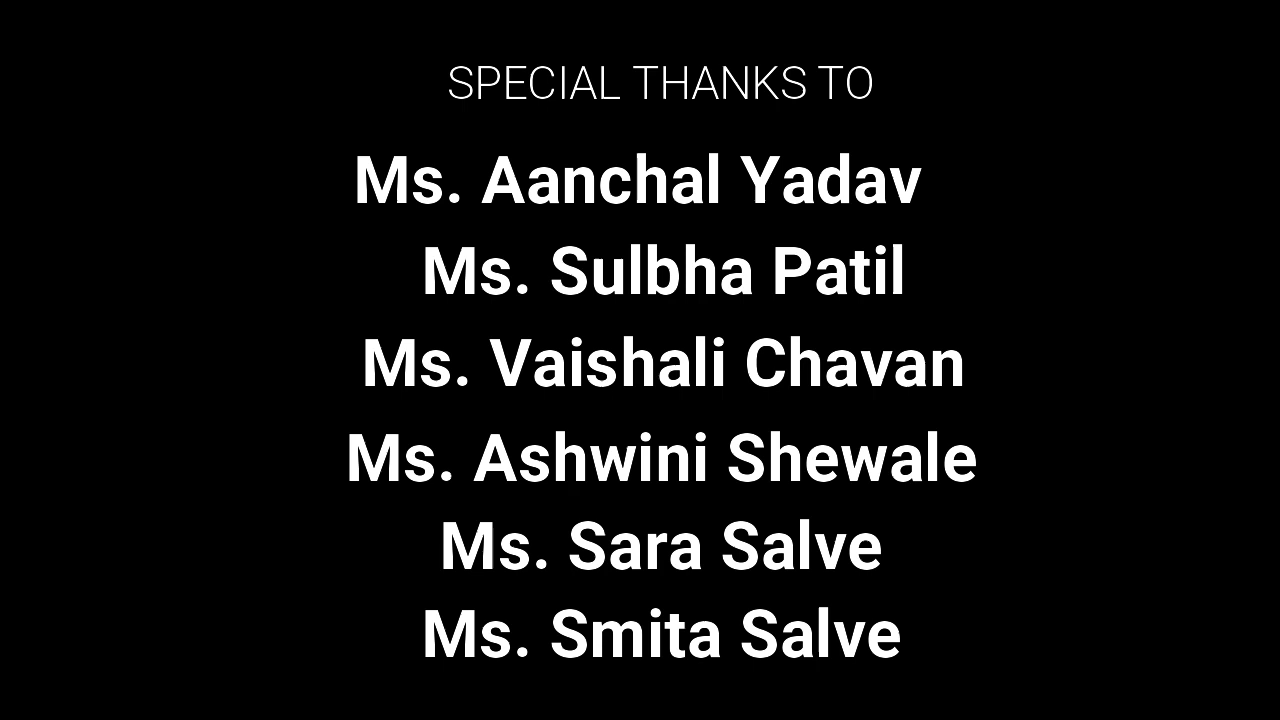 SPECIAL THANKS TO
Ms. Aanchal Yadav
Ms. Sulbha Patil
Ms. Vaishali Chavan
Ms. Ashwini Shewale
Ms. Sara Salve
Ms. Smita Salve